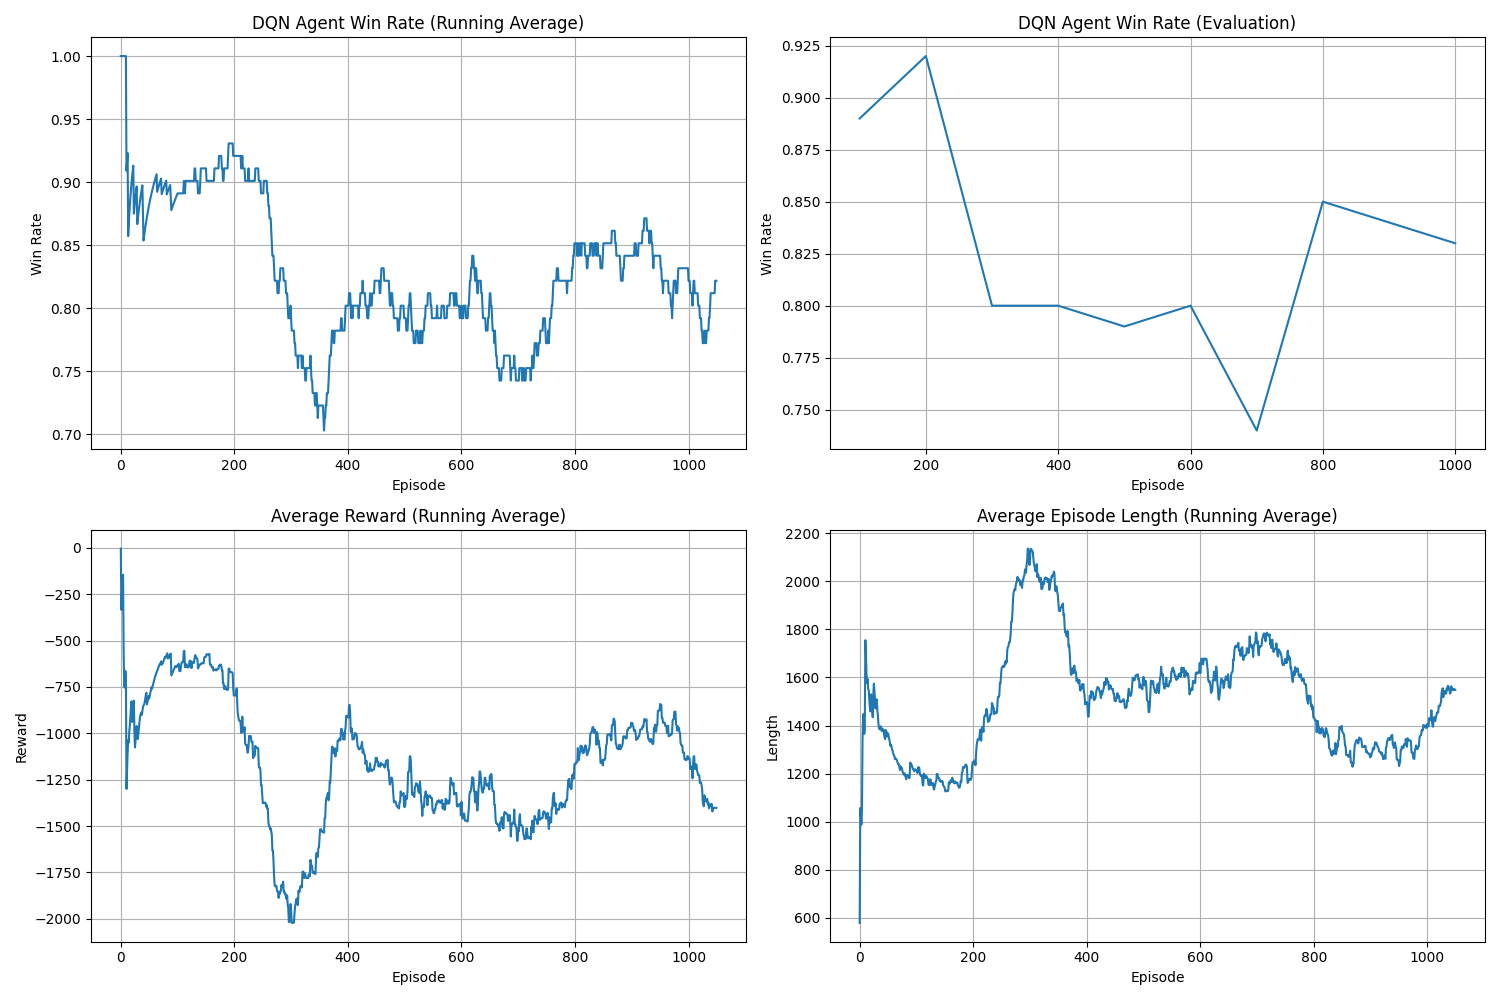 DQN Agent Win Rate (Running Average)
1.00
0.95
0.90
0.85
0.80
0.75
0.70
Win Rate
0 200 400 600 800 1000
Episode
DQN Agent Win Rate (Evaluation)
0.925
0.900
0.875
0.850
0.825
0.800
0.775
0.750
Win Rate
200 400 600 800 1000
Episode
Average Reward (Running Average)
0
−250
−500
−750
−1000
−1250
−1500
−1750
−2000
Reward
0 200 400 600 800 1000
Episode
Average Episode Length (Running Average)
2200
2000
1800
1600
1400
1200
1000
800
600
Length
0 200 400 600 800 1000
Episode